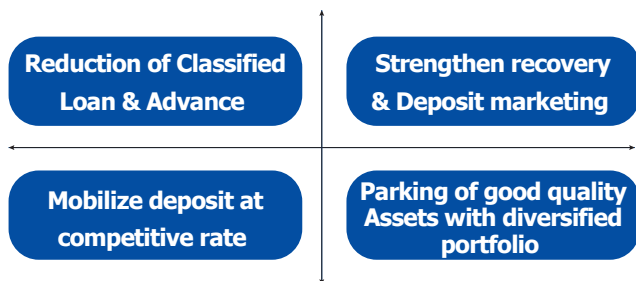 Reduction of Classified
Loan & Advance
Strengthen recovery
& Deposit marketing
Mobilize deposit at
competitive rate
Parking of good quality
Assets with diversified
portfolio